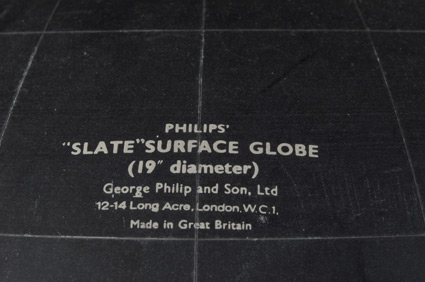 PHILIPS'
"SLATE" SURFACE GLOBE
(19" diameter)
George Philip and Son, Ltd
12-14 Long Acre, London, W.C.1.
Made in Great Britain